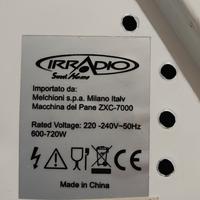 IRRADIO
Sweet Home
Importato da:
Melchioni s.p.a. Milano Italy
Macchina del Pane ZXC-7000
Rated Voltage: 220 -240V~50Hz
600-720W
Made in China